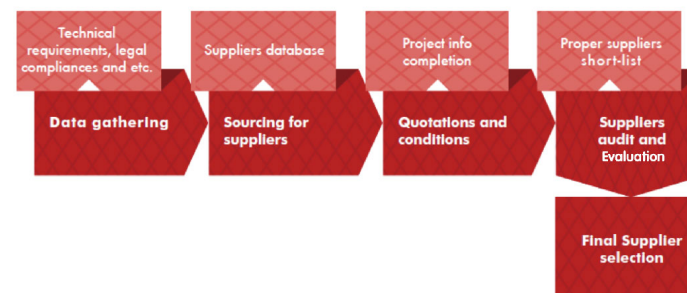 Technical
requirements, legal
compliances and etc.
Suppliers database
Project info
completion
Proper suppliers
short-list
Data gathering
Sourcing for
suppliers
Quotations and
conditions
Suppliers
audit and
Evaluation
Final Supplier
selection